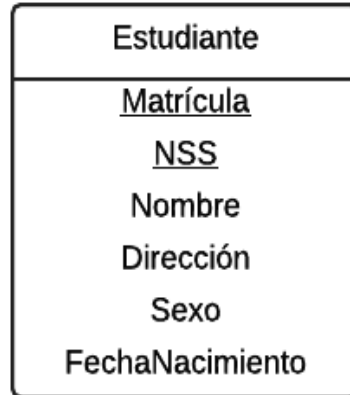 Estudiante
Matrícula
NSS
Nombre
Dirección
Sexo
FechaNacimiento